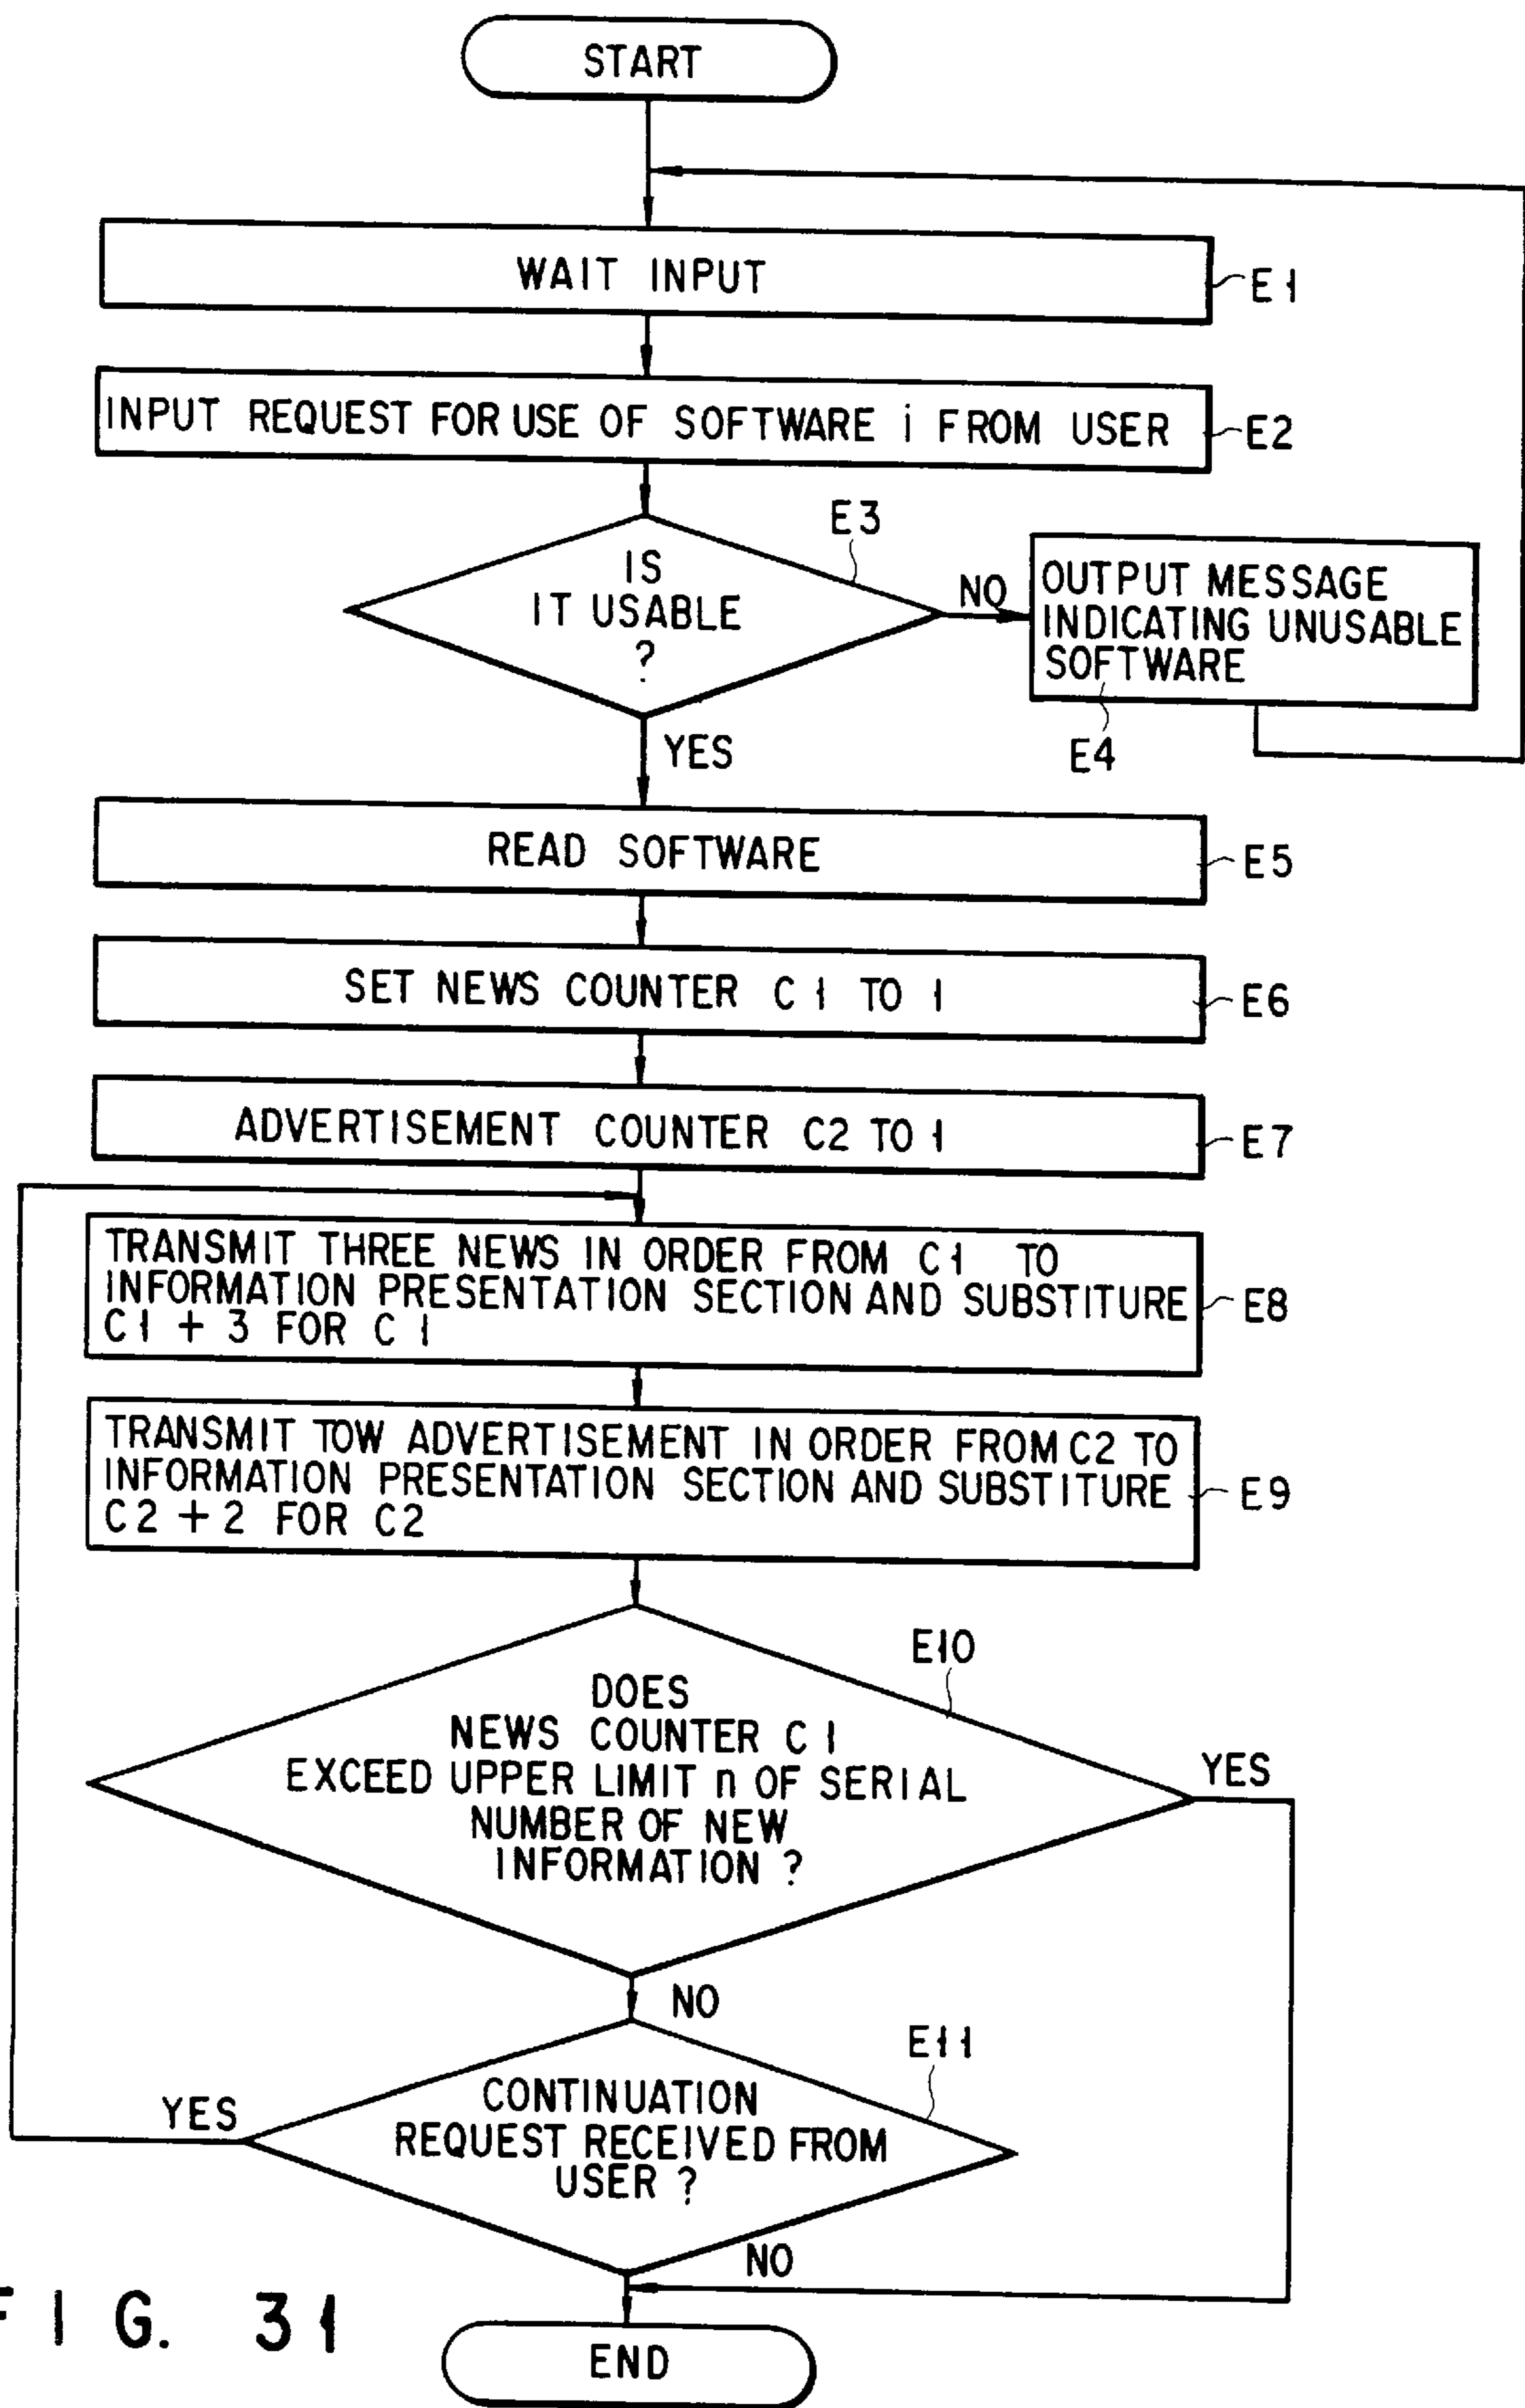 START
WAIT INPUT
E1
INPUT REQUEST FOR USE OF SOFTWARE i FROM USER
E2
E3
IS
IT USABLE
?
NO
OUTPUT MESSAGE
INDICATING UNUSABLE
SOFTWARE
E4
YES
READ SOFTWARE
E5
SET NEWS COUNTER C1 TO 1
E6
ADVERTISEMENT COUNTER C2 TO 1
E7
TRANSMIT THREE NEWS IN ORDER FROM C1 TO
INFORMATION PRESENTATION SECTION AND SUBSTITURE
C1 + 3 FOR C1
E8
TRANSMIT TOW ADVERTISEMENT IN ORDER FROM C2 TO
INFORMATION PRESENTATION SECTION AND SUBSTITURE
C2 + 2 FOR C2
E9
E10
DOES
NEWS COUNTER C1
EXCEED UPPER LIMIT n OF SERIAL
NUMBER OF NEW
INFORMATION ?
YES
NO
E11
CONTINUATION
REQUEST RECEIVED FROM
USER ?
YES
NO
END
FIG. 31